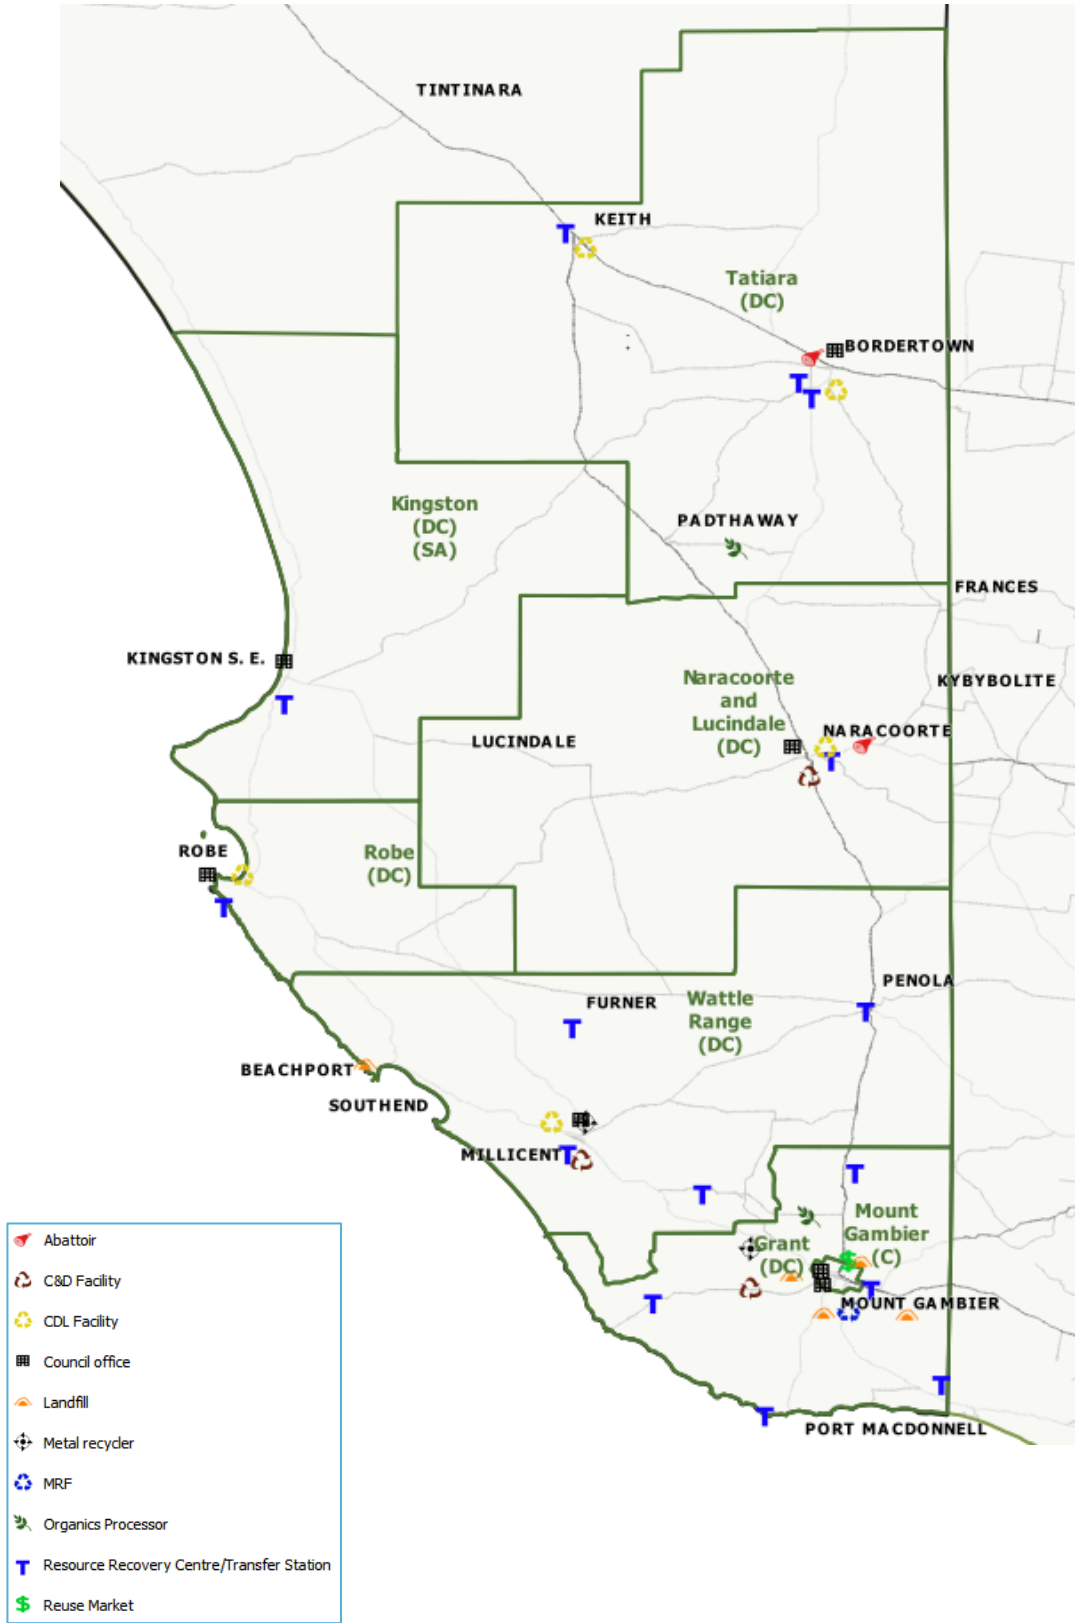 TINTINARA
KEITH
Tatiara
(DC)
BORDERTOWN
Kingston
(DC)
(SA)
PADTHAWAY
FRANCES
KINGSTON S. E.
Naracoorte
and
Lucindale
(DC)
KYBYBOLITE
LUCINDALE
NARACOORTE
ROBE
Robe
(DC)
PENOLA
FURNER
Wattle
Range
(DC)
BEACHPORT
SOUTHEND
MILLICENT
Mount
Gambier
(C)
Grant
(DC)
MOUNT GAMBIER
PORT MACDONNELL
Abattoir
C&D Facility
CDL Facility
Council office
Landfill
Metal recycler
MRF
Organics Processor
T Resource Recovery Centre/Transfer Station
$ Reuse Market